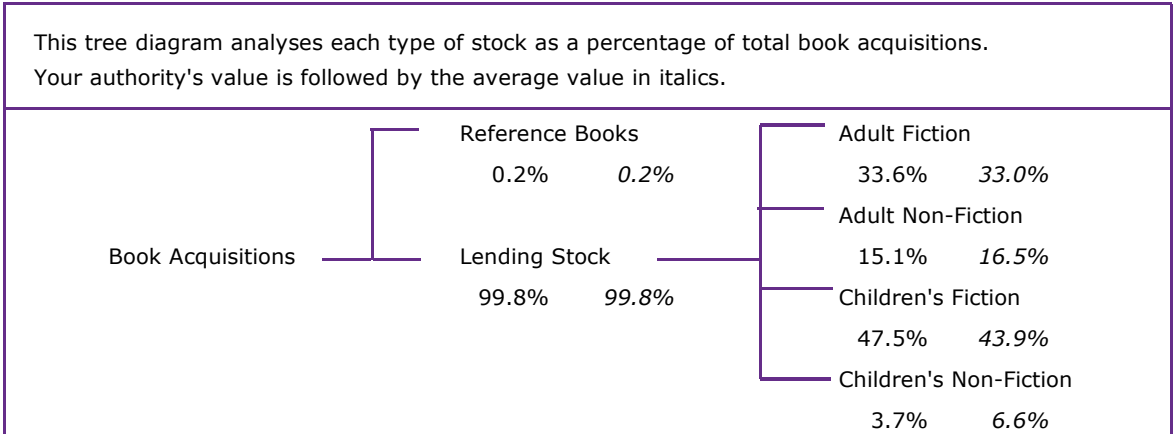 This tree diagram analyses each type of stock as a percentage of total book acquisitions.
Your authority's value is followed by the average value in italics.
Reference Books Adult Fiction
0.2% 0.2% 33.6% 33.0%
Adult Non-Fiction
Book Acquisitions Lending Stock 15.1% 16.5%
99.8% 99.8% Children's Fiction
47.5% 43.9%
Children's Non-Fiction
3.7% 6.6%